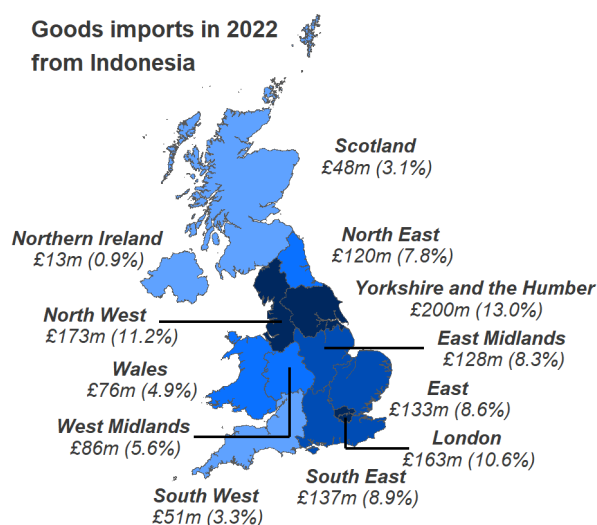 Goods imports in 2022
from Indonesia
Scotland
£48m (3.1%)
Northern Ireland
£13m (0.9%)
North East
£120m (7.8%)
Yorkshire and the Humber
£200m (13.0%)
North West
£173m (11.2%)
East Midlands
£128m (8.3%)
Wales
£76m (4.9%)
East
£133m (8.6%)
West Midlands
£86m (5.6%)
London
£163m (10.6%)
South East
£137m (8.9%)
South West
£51m (3.3%)